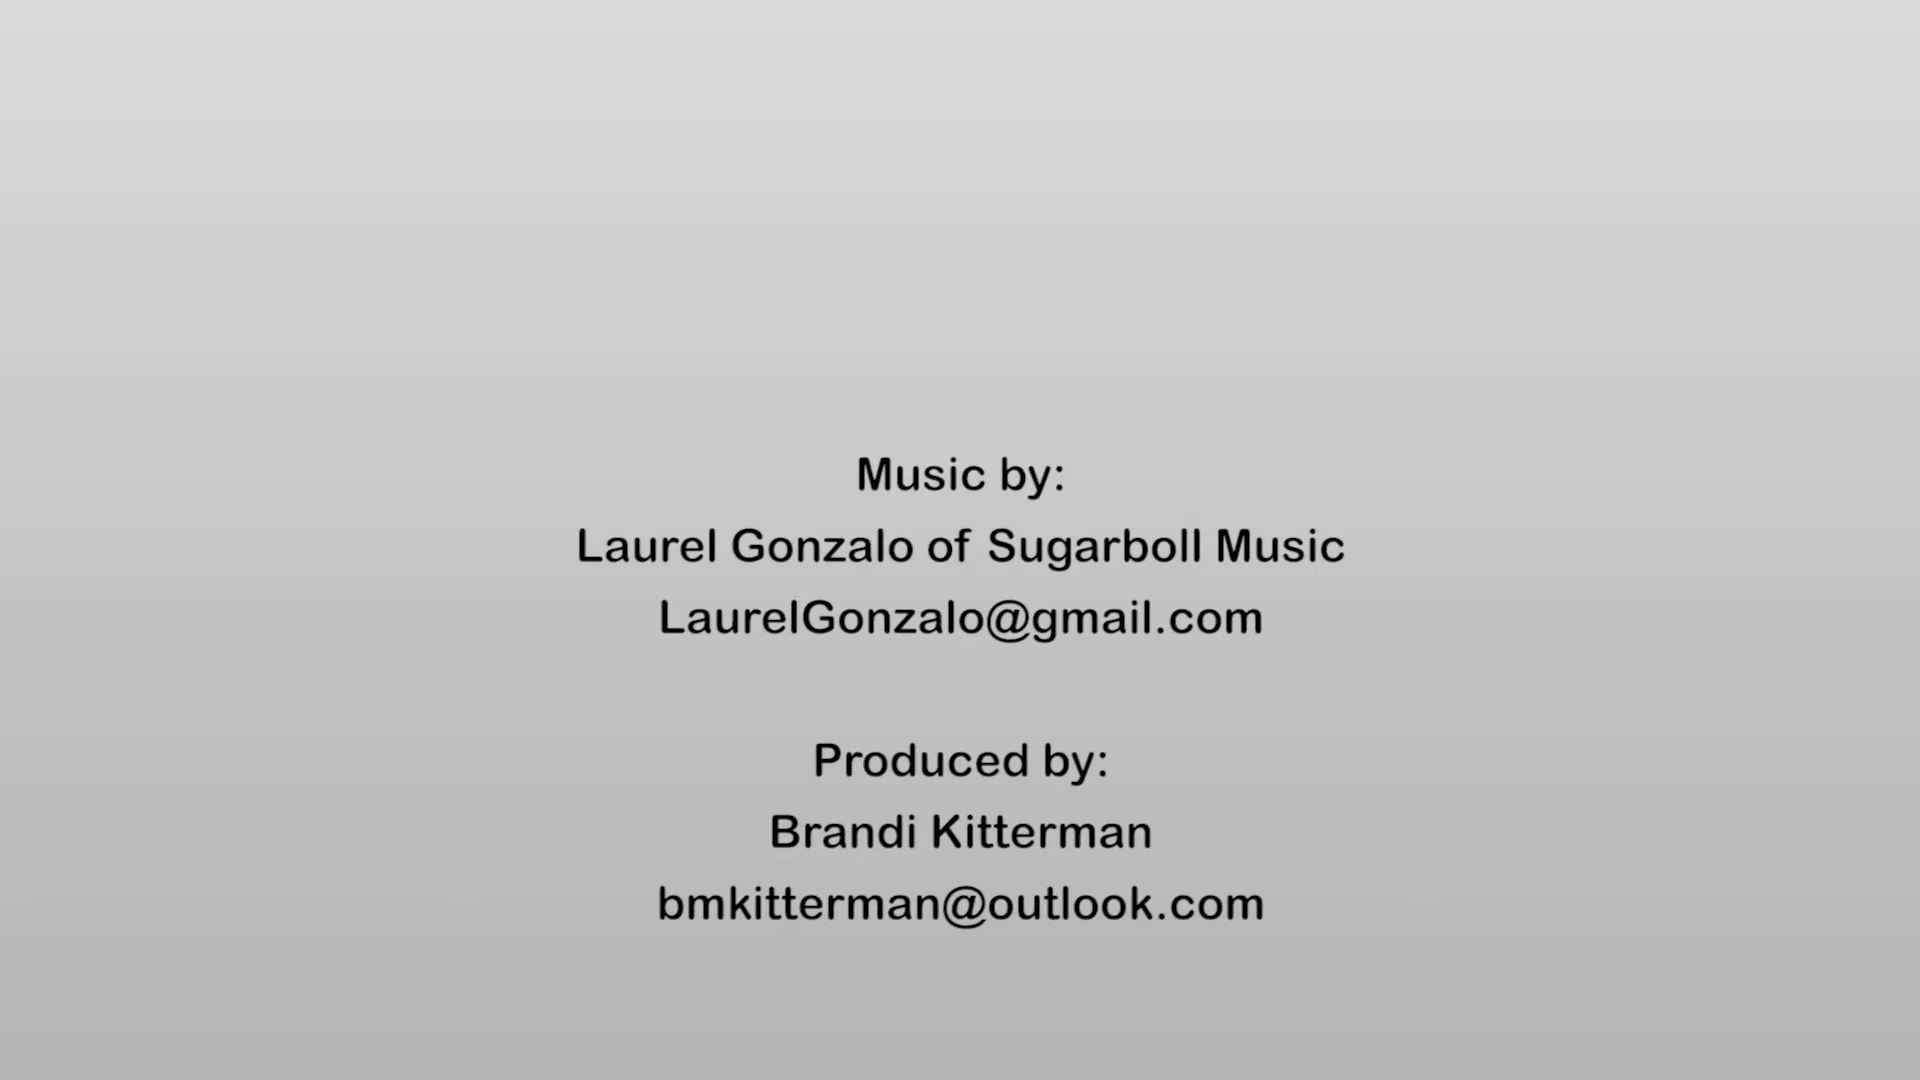 Music by:
Laurel Gonzalo of Sugarboll Music
LaurelGonzalo@gmail.com
Produced by:
Brandi Kitterman
bmkitterman@outlook.com